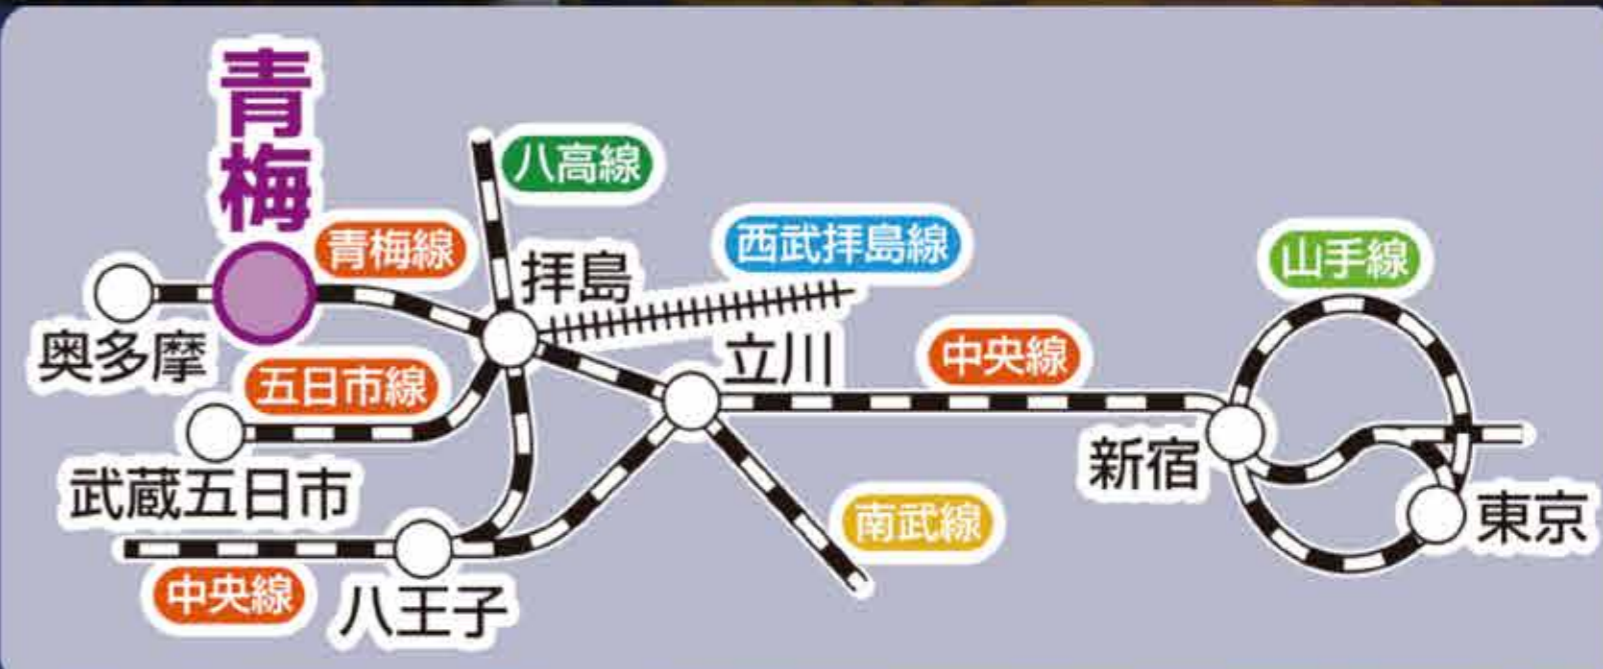 青梅
八高線
青梅線
拝島
西武拝島線
山手線
奥多摩
立川
中央線
五日市線
新宿
武蔵五日市
南武線
東京
中央線
八王子